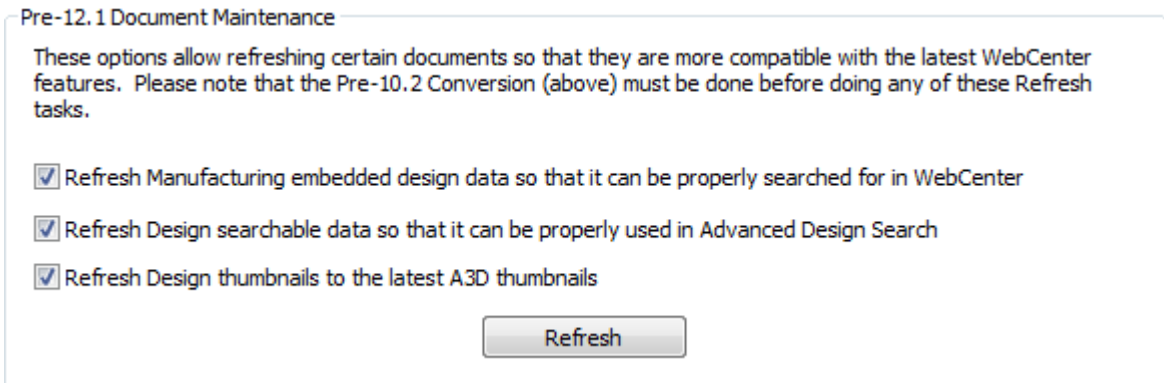 Pre-12.1 Document Maintenance
These options allow refreshing certain documents so that they are more compatible with the latest WebCenter
features.  Please note that the Pre-10.2 Conversion (above) must be done before doing any of these Refresh
tasks.
Refresh Manufacturing embedded design data so that it can be properly searched for in WebCenter
Refresh Design searchable data so that it can be properly used in Advanced Design Search
Refresh Design thumbnails to the latest A3D thumbnails
Refresh